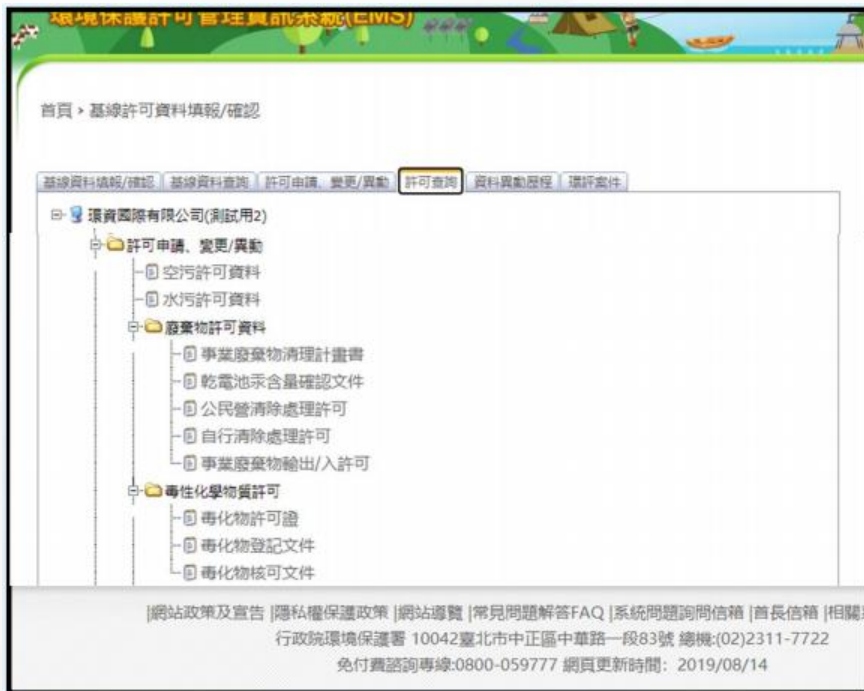 環境保護許可管理資訊系統(EMS)
首頁 › 基線許可資料填報/確認
基線資料填報/確認 基線資料查詢 許可申請、變更/異動 許可查詢 資料異動歷程 環評案件
環資國際有限公司(測試用2)
許可申請、變更/異動
空污許可資料
水污許可資料
廢棄物許可資料
事業廢棄物清理計畫書
乾電池汞含量確認文件
公民營清除處理許可
自行清除處理許可
事業廢棄物輸出/入許可
毒性化學物質許可
毒化物許可證
毒化物登記文件
毒化物核可文件
|網站政策及宣告 |隱私權保護政策 |網站導覽 |常見問題解答FAQ |系統問題詢問信箱 |首長信箱 |相關
行政院環境保護署 10042臺北市中正區中華路一段83號 總機:(02)2311-7722
免付費諮詢專線:0800-059777 網頁更新時間: 2019/08/14